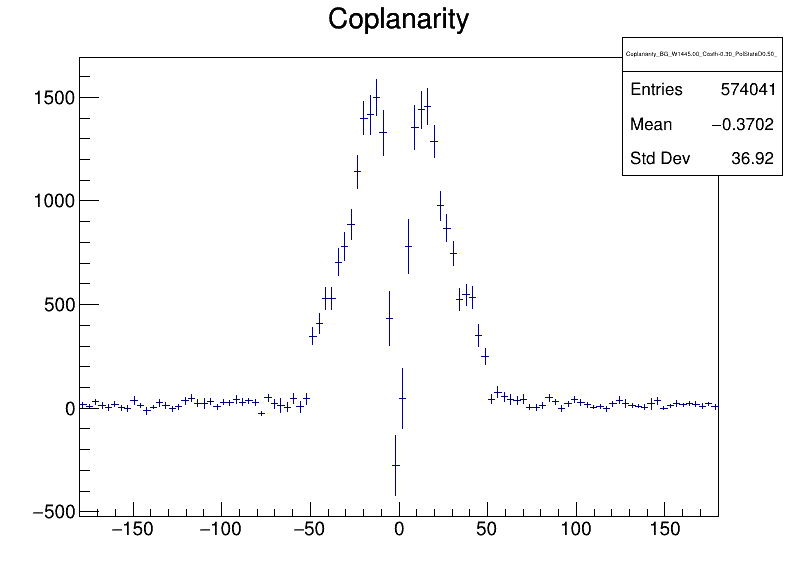 Coplanarity
Coplanarity_BG_W1445.00_Costh-0.30_PolStateD0.50_
Entries 574041
Mean −0.3702
Std Dev 36.92
1500
1000
500
0
−500
−150 −100 −50 0 50 100 150